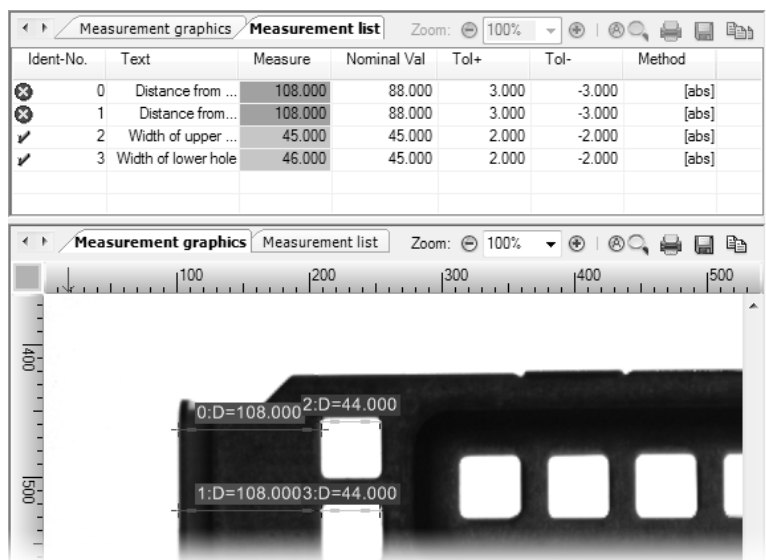 Measurement graphics Measurement list Zoom: 100%
Ident-No. Text Measure Nominal Val Tol+ Tol- Method
0 Distance from ... 108.000 88.000 3.000 -3.000 [abs]
1 Distance from... 108.000 88.000 3.000 -3.000 [abs]
2 Width of upper ... 45.000 45.000 2.000 -2.000 [abs]
3 Width of lower hole 46.000 45.000 2.000 -2.000 [abs]
Measurement graphics Measurement list Zoom: 100%
100 200 300 400 500
400
0:D=108.000 2:D=44.000
500
1:D=108.000 3:D=44.000